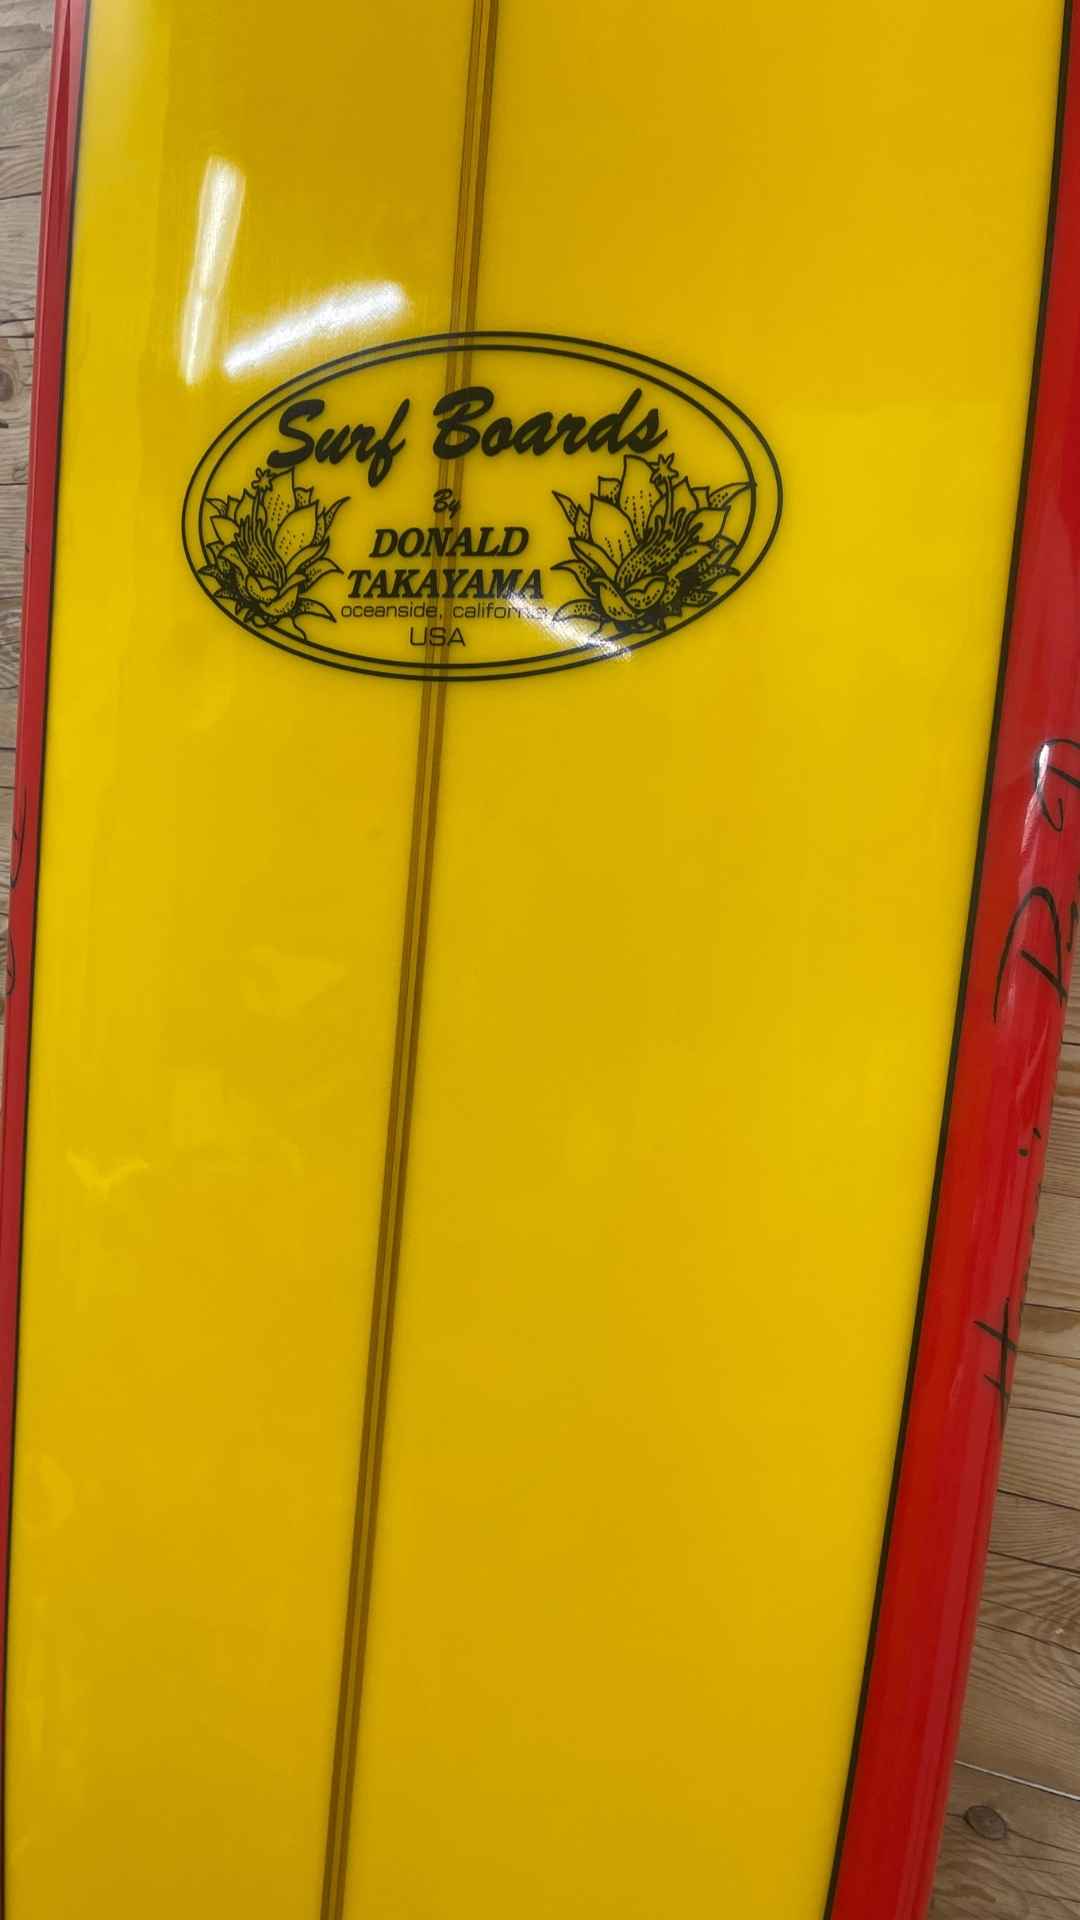 Surf Boards
By
DONALD
TAKAYAMA
oceanside, california
USA